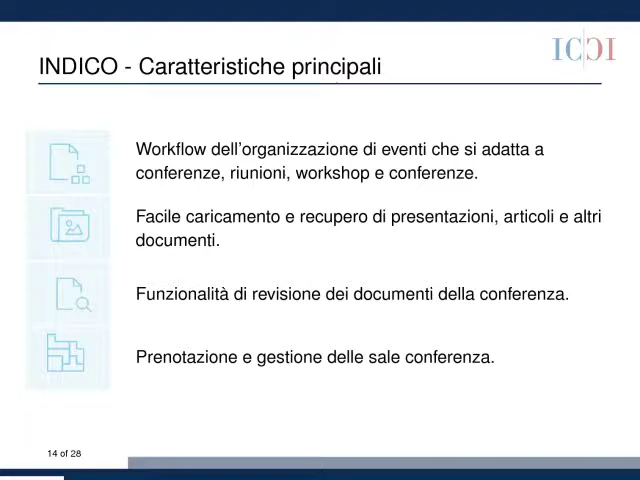 ICCI
INDICO - Caratteristiche principali
Workflow dell'organizzazione di eventi che si adatta a
conferenze, riunioni, workshop e conferenze.
Facile caricamento e recupero di presentazioni, articoli e altri
documenti.
Funzionalità di revisione dei documenti della conferenza.
Prenotazione e gestione delle sale conferenza.
14 of 28